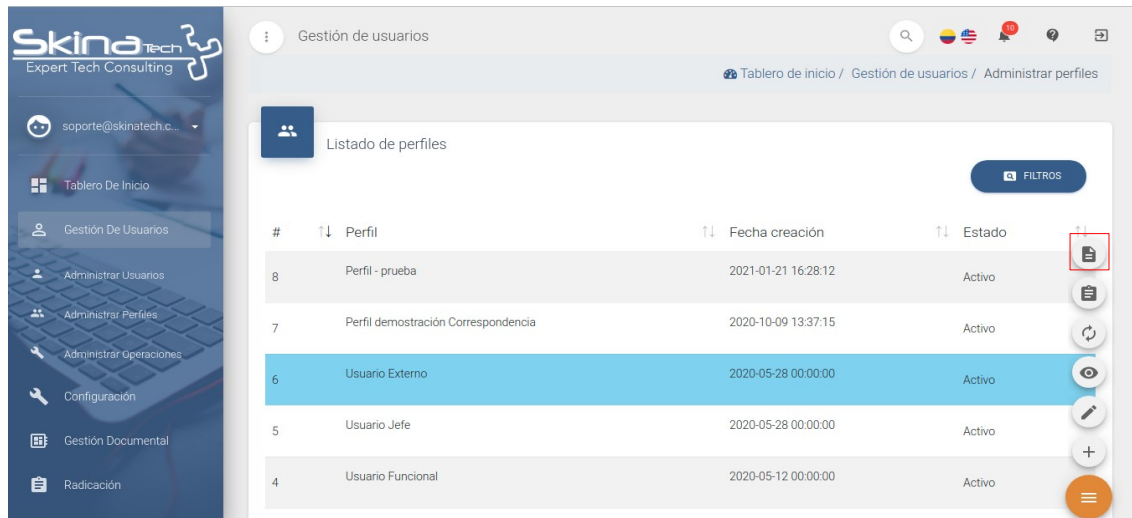 Skina Tech
Expert Tech Consulting
Gestión de usuarios
10
Tablero de inicio / Gestión de usuarios / Administrar perfiles
soporte@skinatech.c...
Tablero De Inicio
Gestión De Usuarios
Administrar Usuarios
Administrar Perfiles
Administrar Operaciones
Configuración
Gestión Documental
Radicación
Listado de perfiles
FILTROS
# Perfil Fecha creación Estado
8 Perfil - prueba 2021-01-21 16:28:12 Activo
7 Perfil demostración Correspondencia 2020-10-09 13:37:15 Activo
6 Usuario Externo 2020-05-28 00:00:00 Activo
5 Usuario Jefe 2020-05-28 00:00:00 Activo
4 Usuario Funcional 2020-05-12 00:00:00 Activo